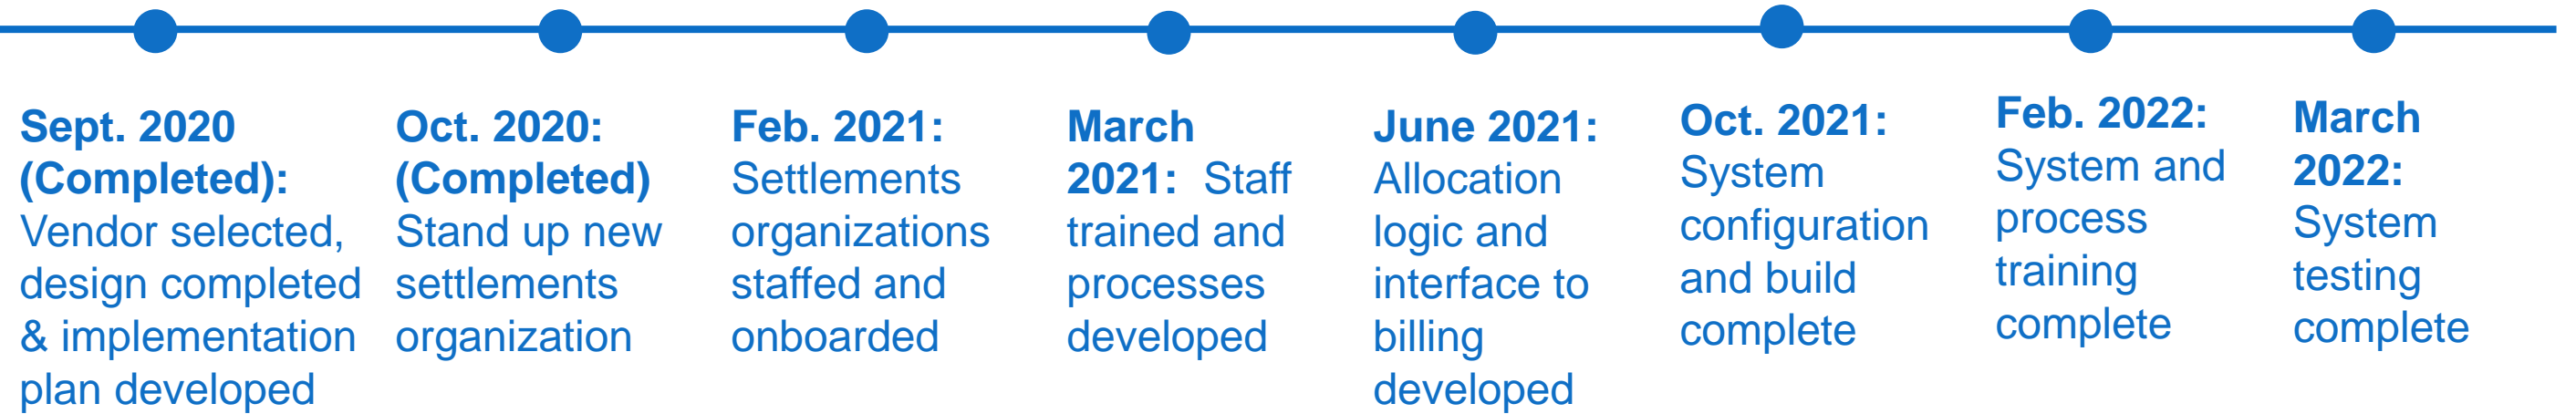 Sept. 2020
(Completed):
Vendor selected,
design completed
& implementation
plan developed
Oct. 2020:
(Completed)
Stand up new
settlements
organization
Feb. 2021:
Settlements
organizations
staffed and
onboarded
March
2021:  Staff
trained and
processes
developed
June 2021:
Allocation
logic and
interface to
billing
developed
Oct. 2021:
System
configuration
and build
complete
Feb. 2022:
System and
process
training
complete
March
2022:
System
testing
complete